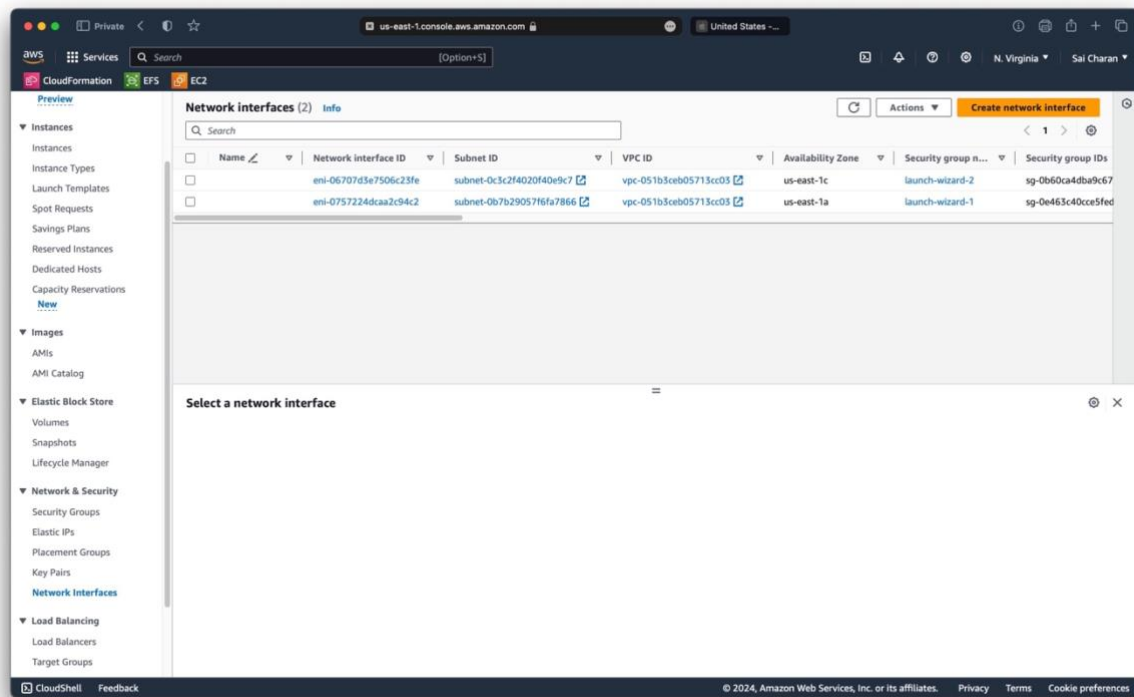 Private
us-east-1.console.aws.amazon.com
United States -...
aws
Services
Search
[Option+S]
N. Virginia
Sai Charan
CloudFormation
EFS
EC2
Preview
Instances
Instances
Instance Types
Launch Templates
Spot Requests
Savings Plans
Reserved Instances
Dedicated Hosts
Capacity Reservations
New
Images
AMIs
AMI Catalog
Elastic Block Store
Volumes
Snapshots
Lifecycle Manager
Network & Security
Security Groups
Elastic IPs
Placement Groups
Key Pairs
Network Interfaces
Load Balancing
Load Balancers
Target Groups
Network interfaces (2) Info
Actions
Create network interface
Search
1
Name Network interface ID Subnet ID VPC ID Availability Zone Security group n... Security group IDs
eni-06707d3e7506c23fe subnet-0c3c2f4020f40e9c7 vpc-051b3ceb05713cc03 us-east-1c launch-wizard-2 sg-0b60ca4dba9c67
eni-0757224dcaa2c94c2 subnet-0b7b29057f6fa7866 vpc-051b3ceb05713cc03 us-east-1a launch-wizard-1 sg-0e463c40cce5fed
Select a network interface
CloudShell Feedback
© 2024, Amazon Web Services, Inc. or its affiliates. Privacy Terms Cookie preferences